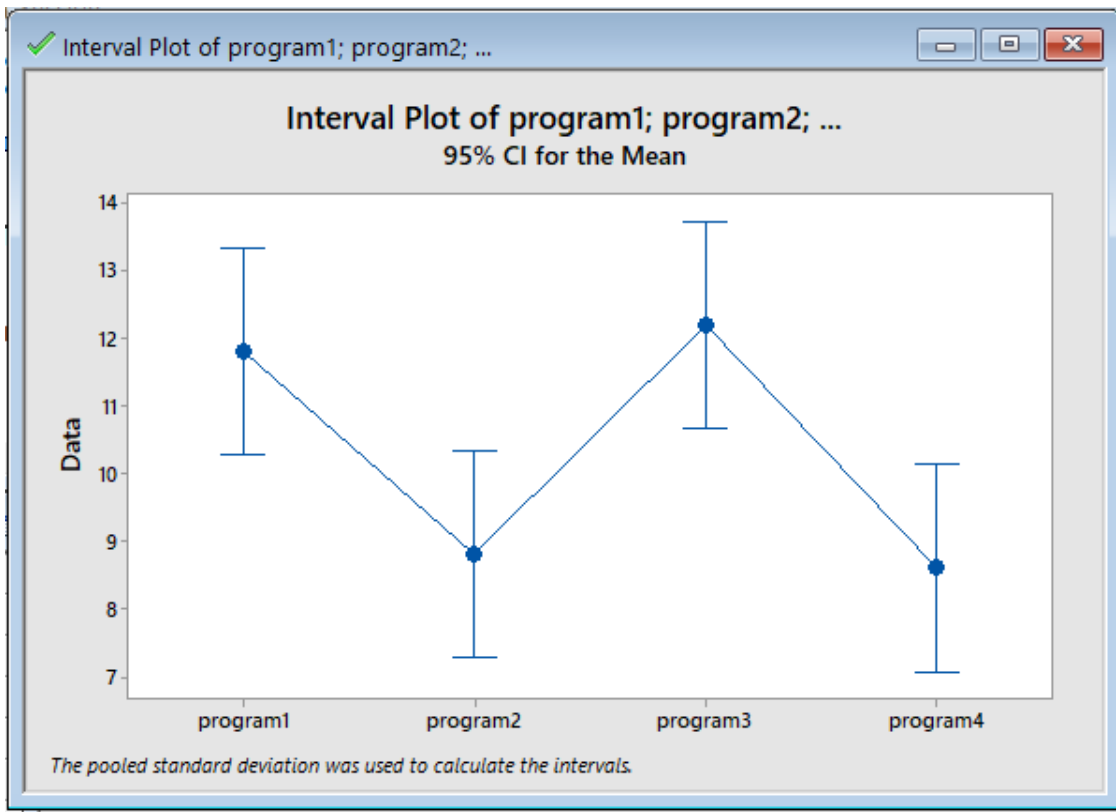 Interval Plot of program1; program2; ...
Interval Plot of program1; program2; ...
95% CI for the Mean
14
13
12
11
10
9
8
7
Data
program1 program2 program3 program4
The pooled standard deviation was used to calculate the intervals.